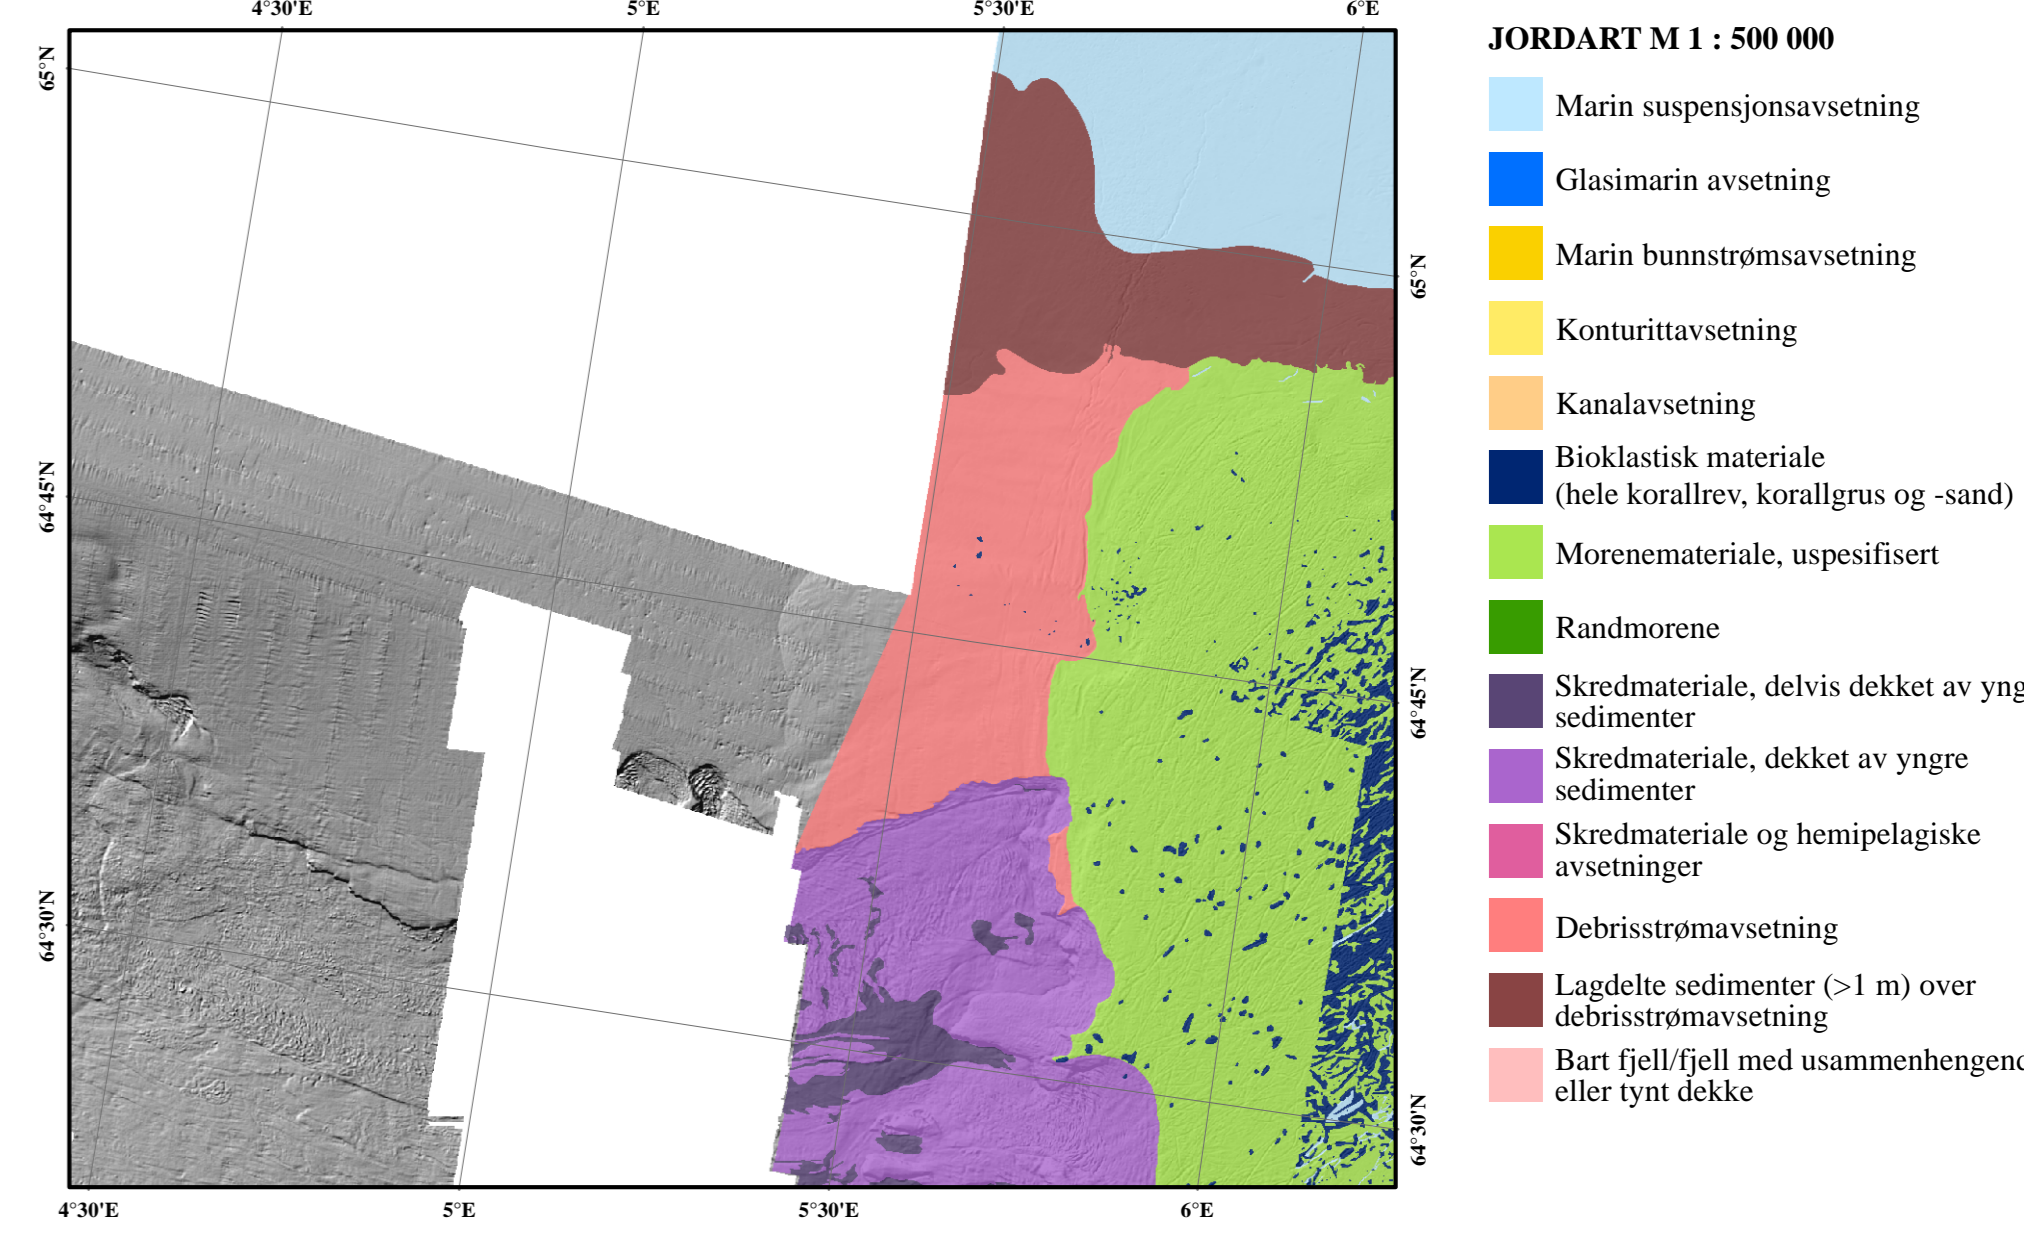 4°30'E 5°E 5°30'E 6°E
65°N
64°45'N
64°30'N
65°N
64°45'N
64°30'N
4°30'E 5°E 5°30'E 6°E
JORDART M 1 : 500 000
Marin suspensjonsavsetning
Glasimarin avsetning
Marin bunnstrømsavsetning
Konturittavsetning
Kanalavsetning
Bioklastisk materiale
(hele korallrev, korallgrus og -sand)
Morenemateriale, uspesifisert
Randmorene
Skredmateriale, delvis dekket av yng
sedimenter
Skredmateriale, dekket av yngre
sedimenter
Skredmateriale og hemipelagiske
avsetninger
Debrisstrømavsetning
Lagdelte sedimenter (>1 m) over
debrisstrømavsetning
Bart fjell/fjell med usammenhengend
eller tynt dekke